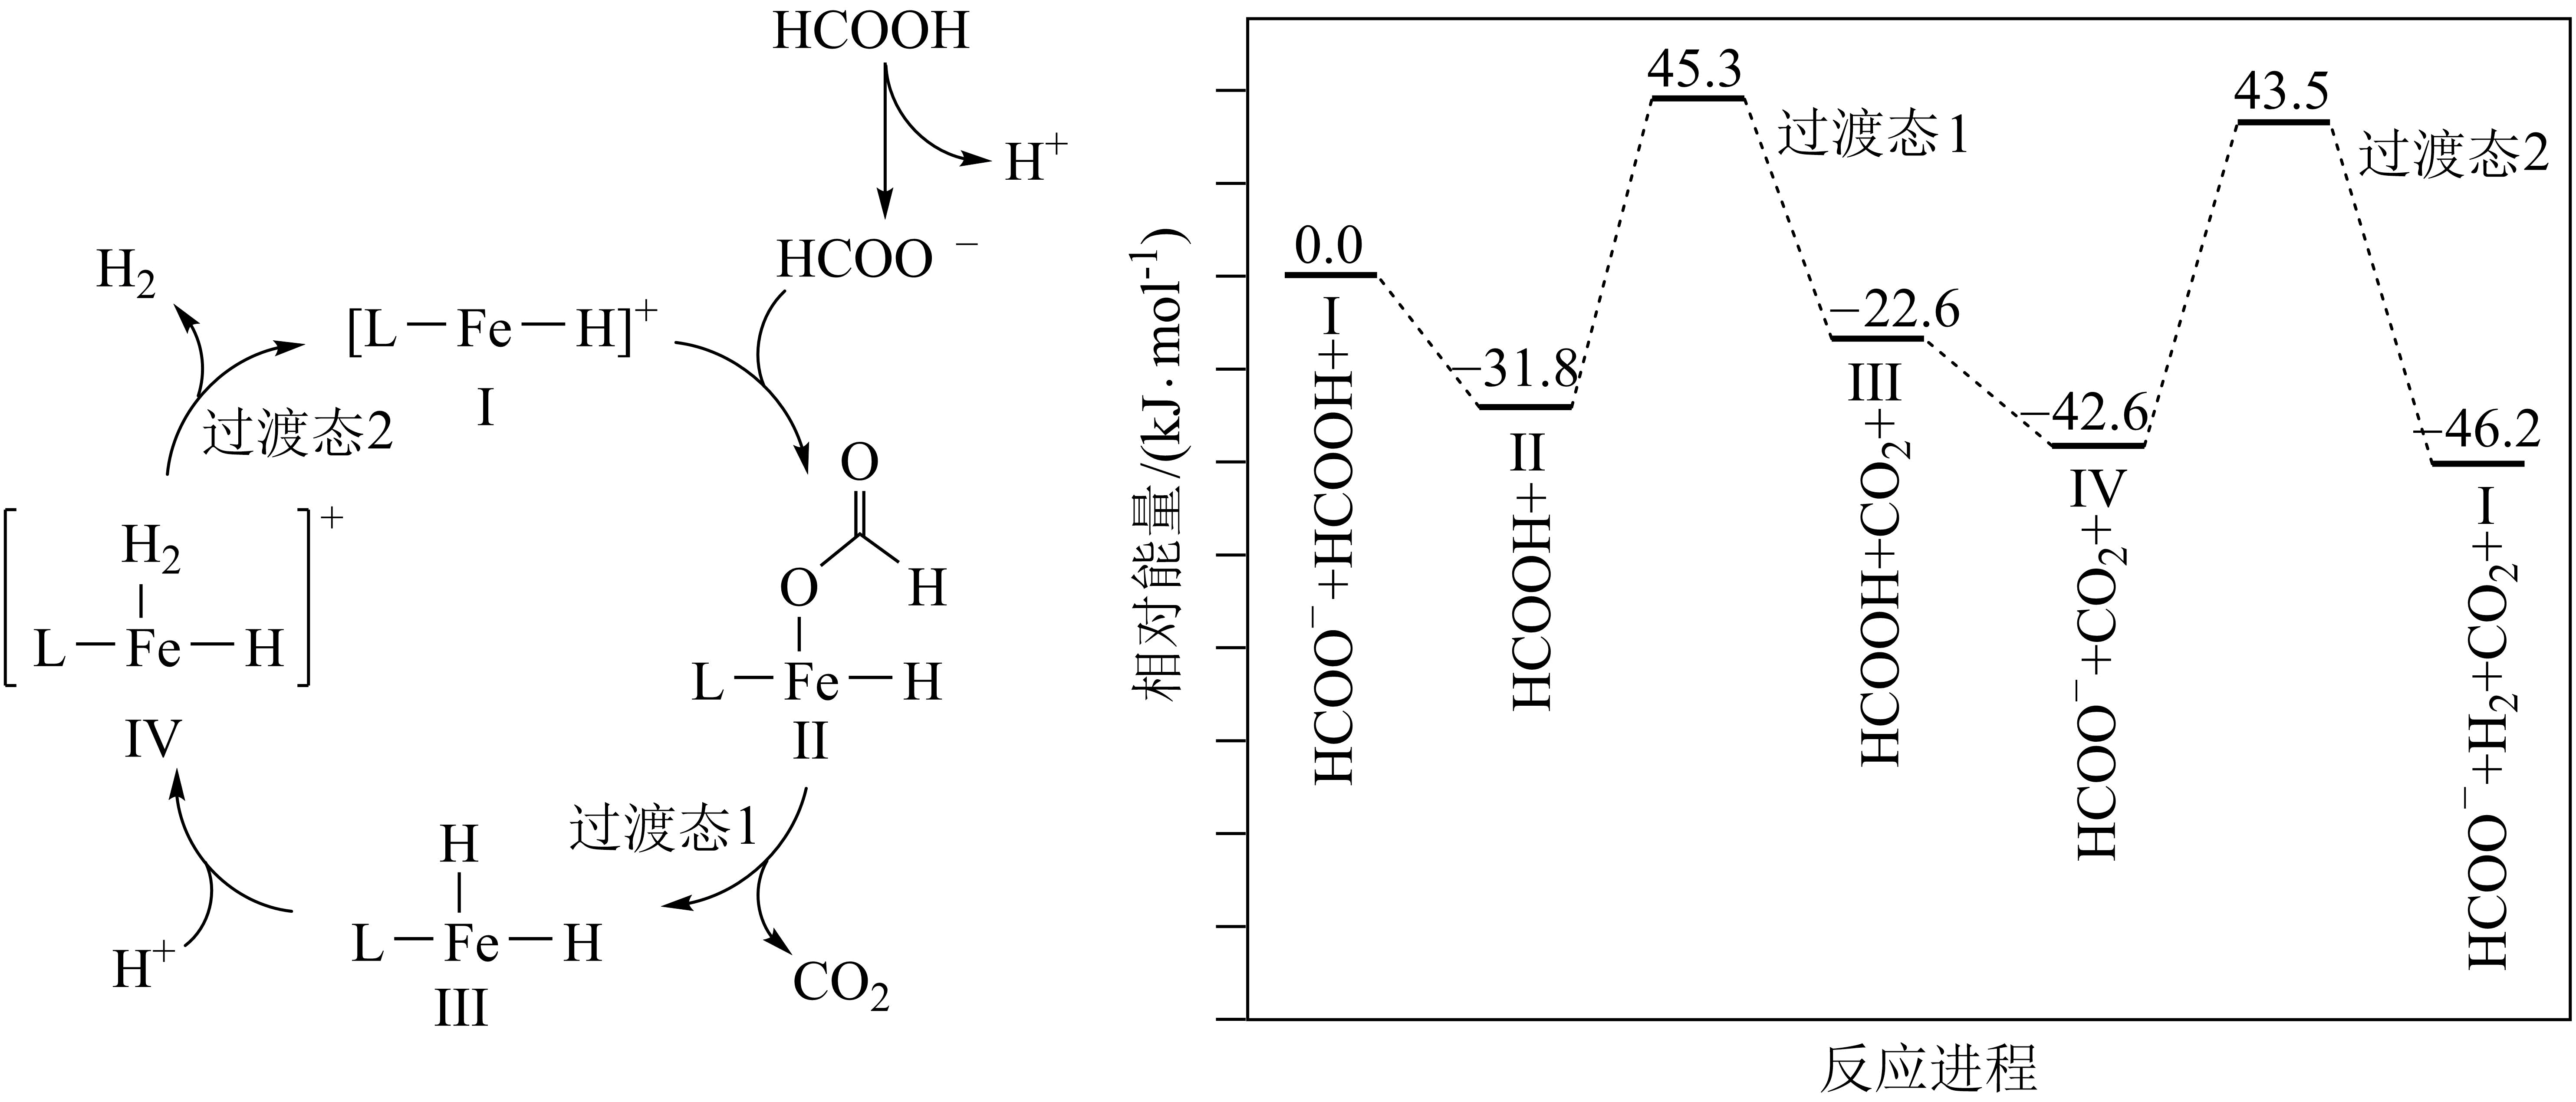 HCOOH
H⁺
HCOO⁻
H₂
[L—Fe—H]⁺
I
过渡态2
O
O
H
L—Fe—H
II
[
H₂
L—Fe—H
]⁺
IV
过渡态1
H
L—Fe—H
III
H⁺
CO₂
相对能量/(kJ·mol⁻¹)
0.0
HCOO⁻+HCOOH+I
−31.8
HCOOH+II
45.3
过渡态1
−22.6
HCOOH+CO₂+III
−42.6
HCOO⁻+CO₂+IV
43.5
过渡态2
−46.2
HCOO⁻+H₂+CO₂+I
反应进程